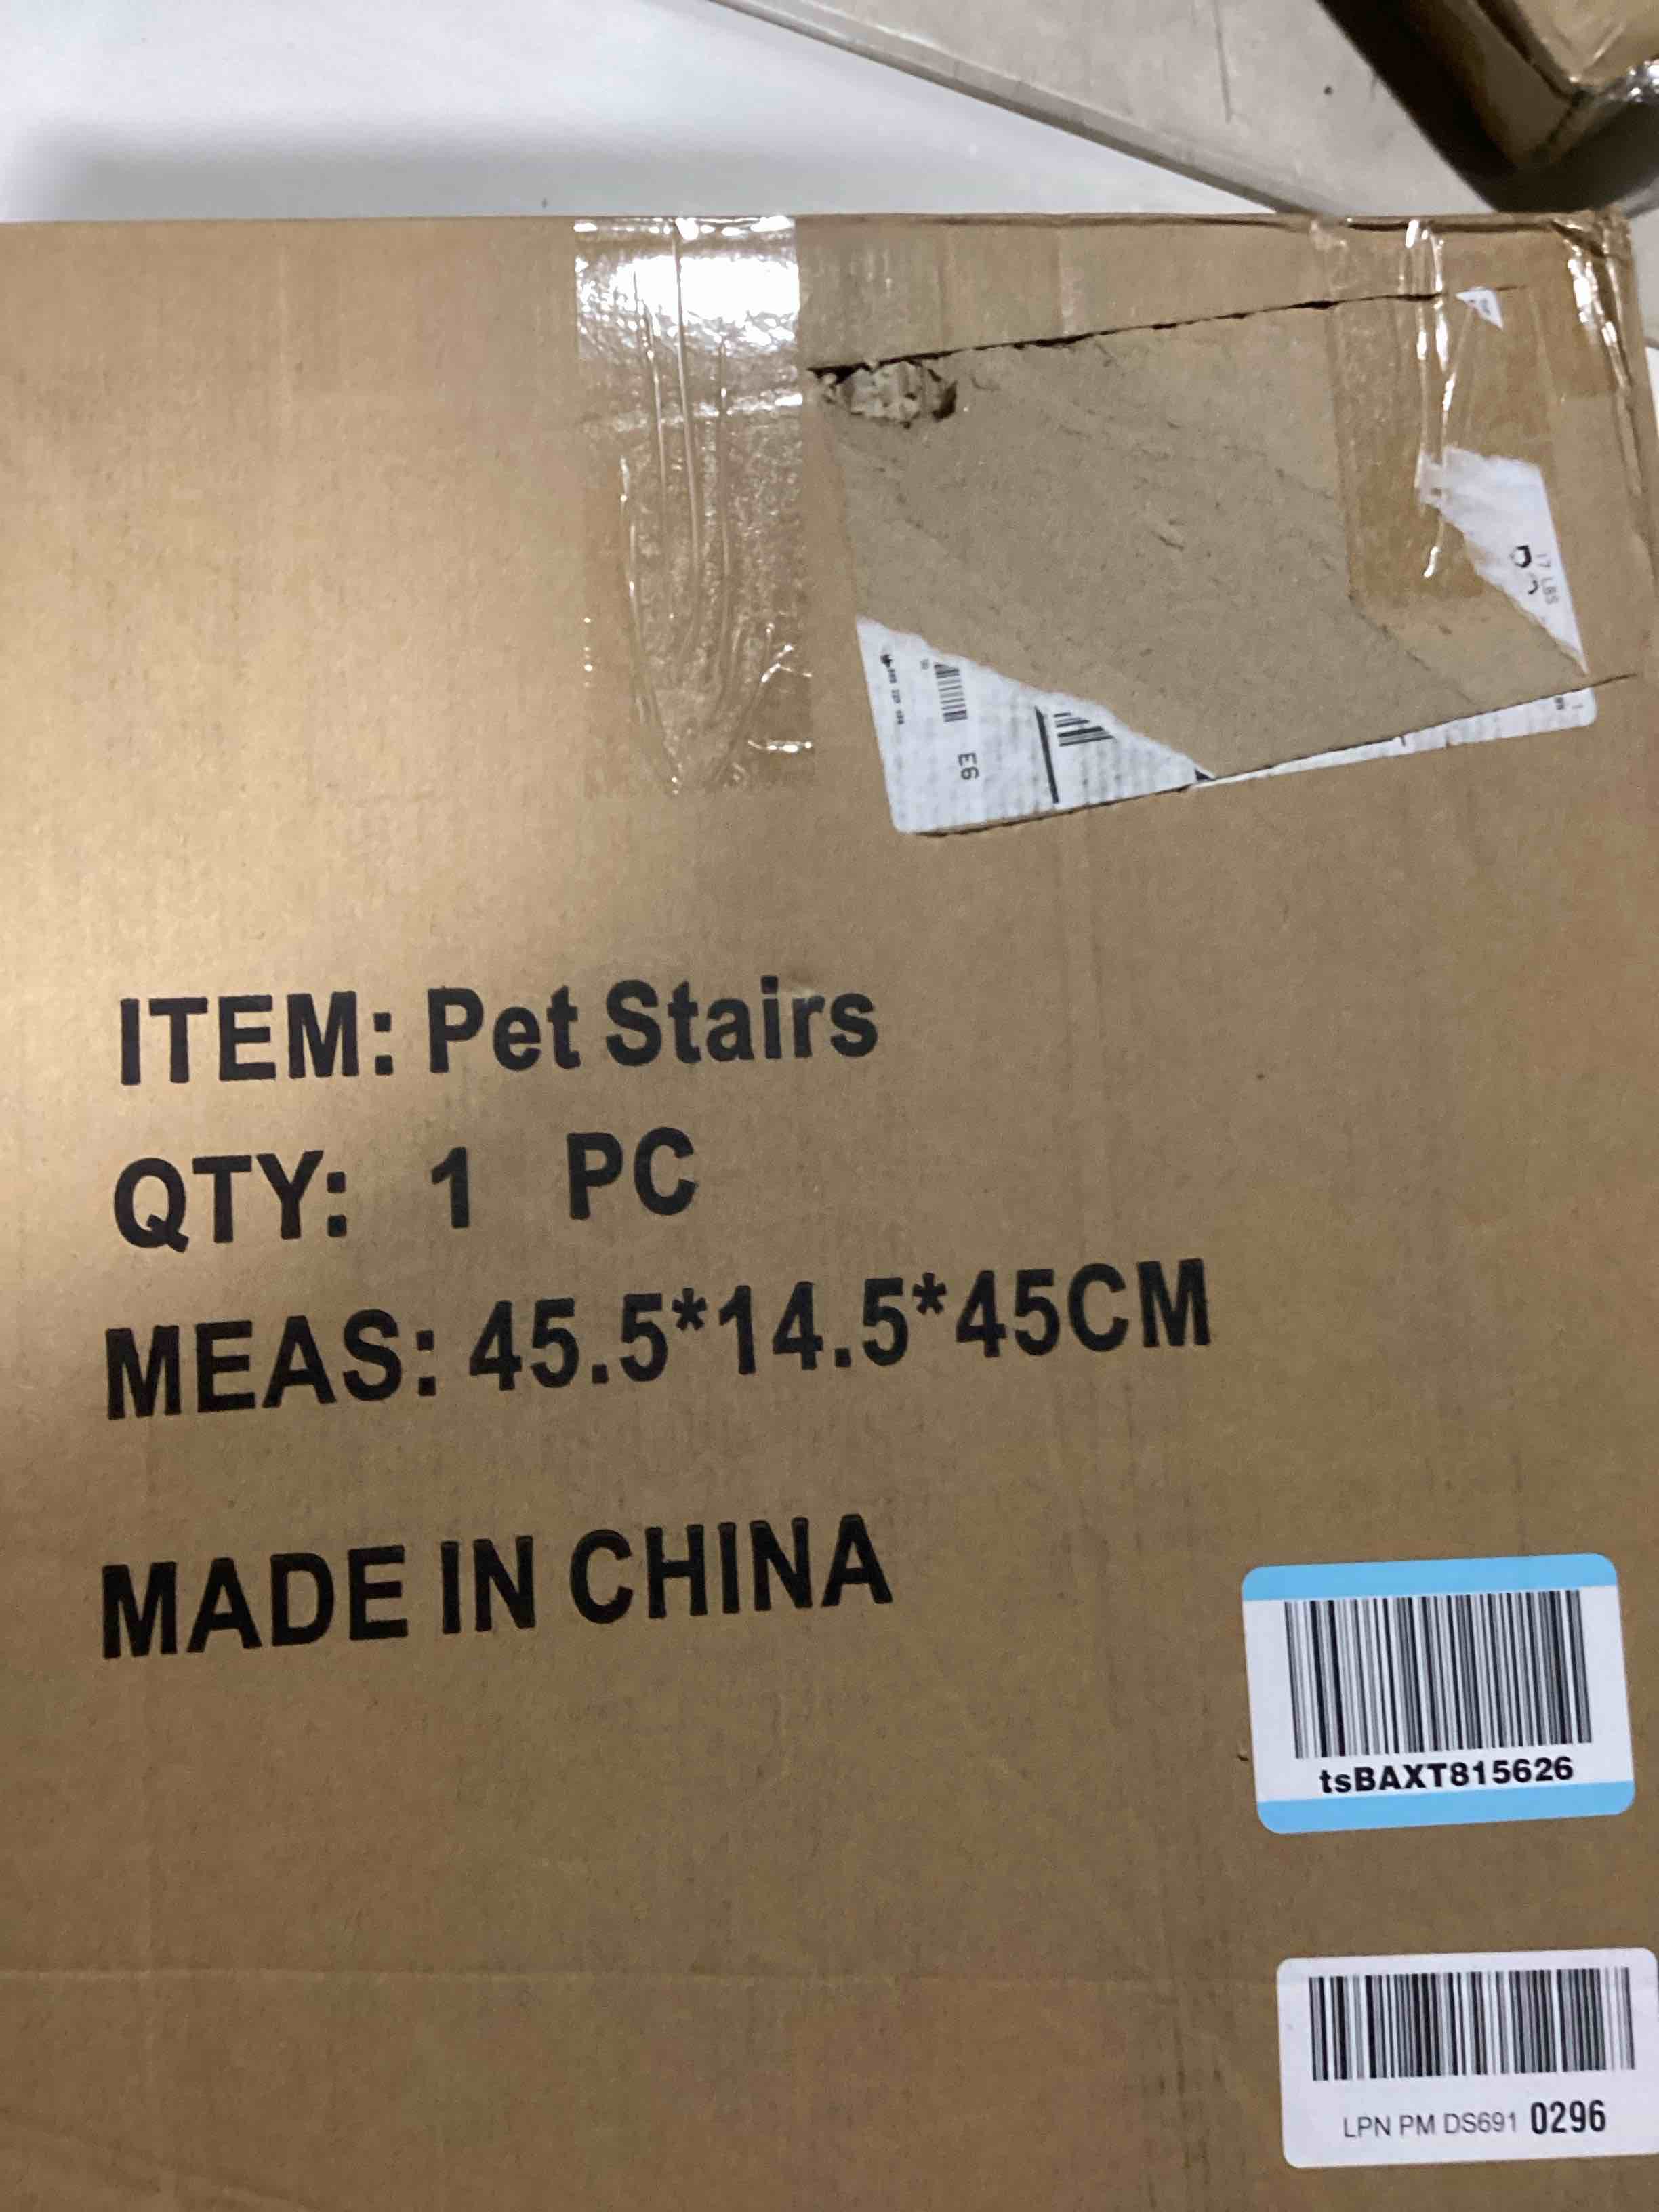 17 LBS
E6
ITEM: Pet Stairs
QTY: 1 PC
MEAS: 45.5*14.5*45CM
MADE IN CHINA
tsBAXT815626
LPN PM DS691 0296